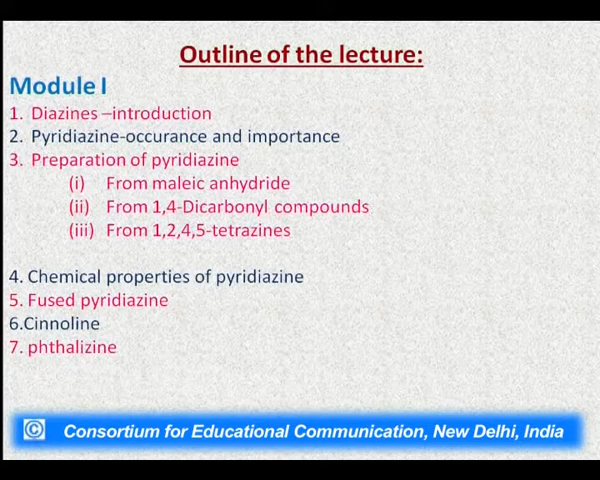 Outline of the lecture:
Module I
1. Diazines –introduction
2. Pyridiazine-occurance and importance
3. Preparation of pyridiazine
(i) From maleic anhydride
(ii) From 1,4-Dicarbonyl compounds
(iii) From 1,2,4,5-tetrazines
4. Chemical properties of pyridiazine
5. Fused pyridiazine
6.Cinnoline
7. phthalizine
© Consortium for Educational Communication, New Delhi, India